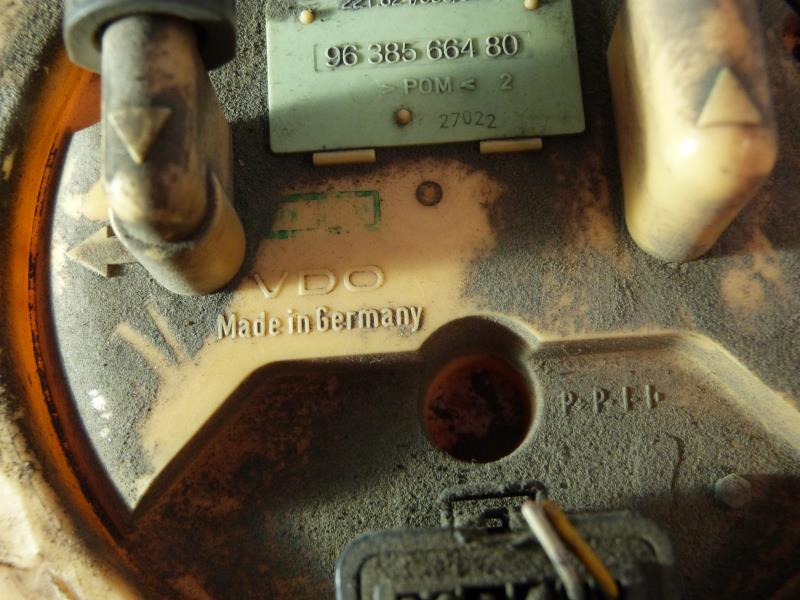 96 385 664 80
> POM < 2
27022
VDO
Made in Germany